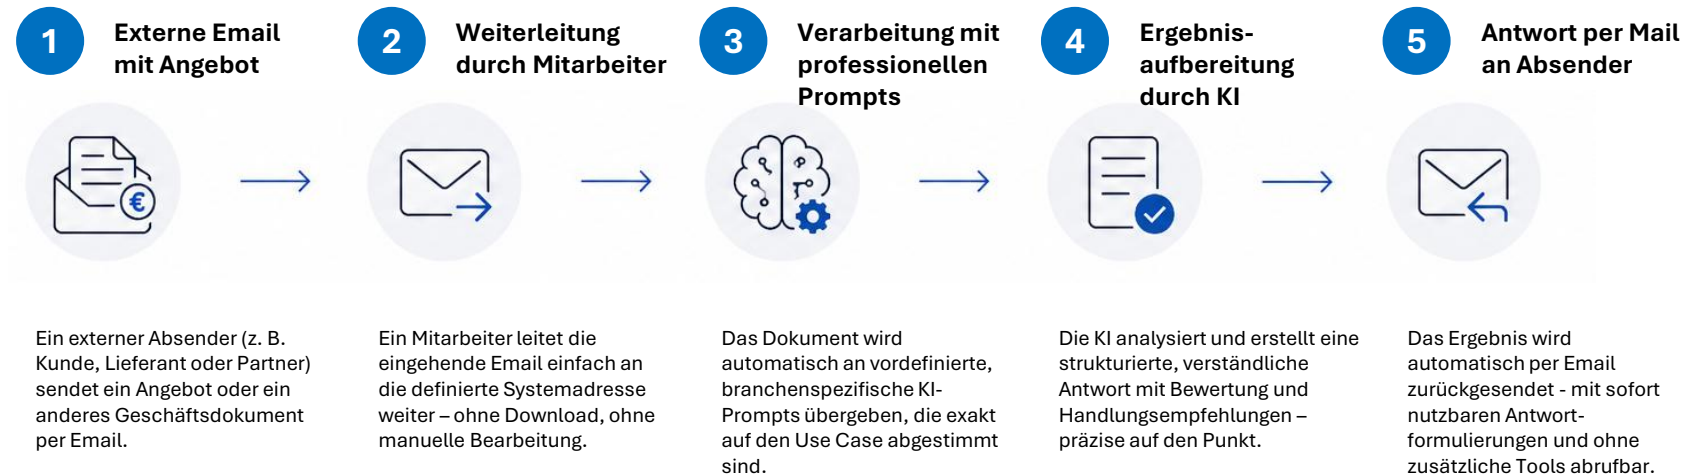 1
Externe Email
mit Angebot
2
Weiterleitung
durch Mitarbeiter
3
Verarbeitung mit
professionellen
Prompts
4
Ergebnis-
aufbereitung
durch KI
5
Antwort per Mail
an Absender
€
Ein externer Absender (z. B.
Kunde, Lieferant oder Partner)
sendet ein Angebot oder ein
anderes Geschäftsdokument
per Email.
Ein Mitarbeiter leitet die
eingehende Email einfach an
die definierte Systemadresse
weiter – ohne Download, ohne
manuelle Bearbeitung.
Das Dokument wird
automatisch an vordefinierte,
branchenspezifische KI-
Prompts übergeben, die exakt
auf den Use Case abgestimmt
sind.
Die KI analysiert und erstellt eine
strukturierte, verständliche
Antwort mit Bewertung und
Handlungsempfehlungen –
präzise auf den Punkt.
Das Ergebnis wird
automatisch per Email
zurückgesendet - mit sofort
nutzbaren Antwort-
formulierungen und ohne
zusätzliche Tools abrufbar.